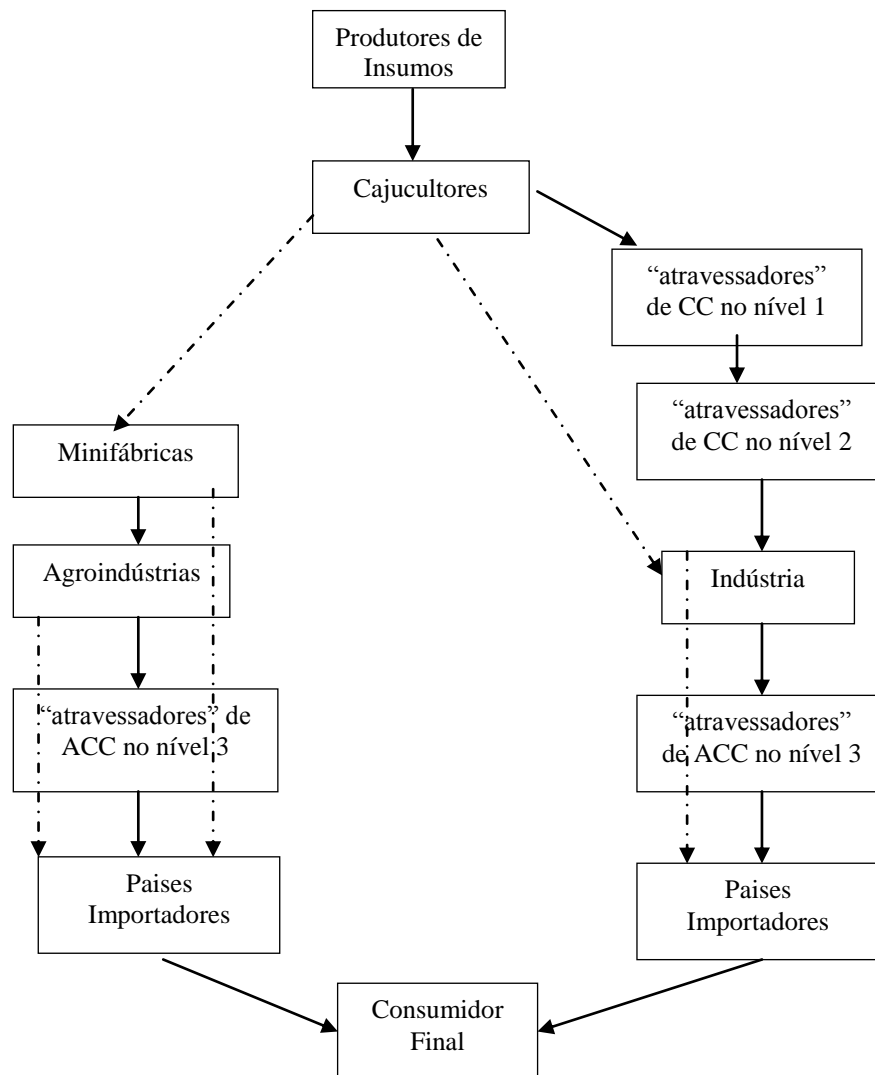 Produtores de
Insumos
Cajucultores
“atravessadores”
de CC no nível 1
“atravessadores”
de CC no nível 2
Minifábricas
Agroindústrias
Indústria
“atravessadores” de
ACC no nível 3
“atravessadores”
de ACC no nível 3
Paises
Importadores
Paises
Importadores
Consumidor
Final